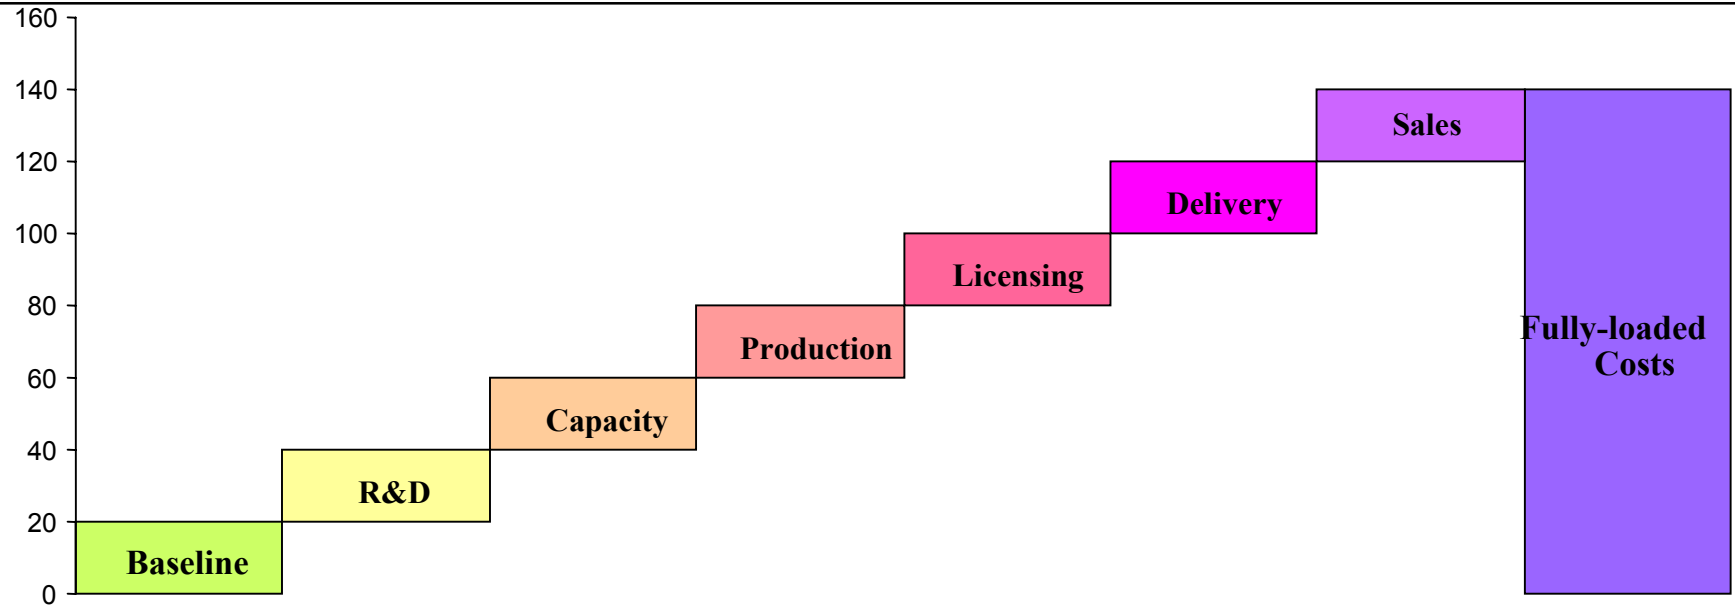 160
140
120
100
80
60
40
20
0
Baseline
R&D
Capacity
Production
Licensing
Delivery
Sales
Fully-loaded
Costs